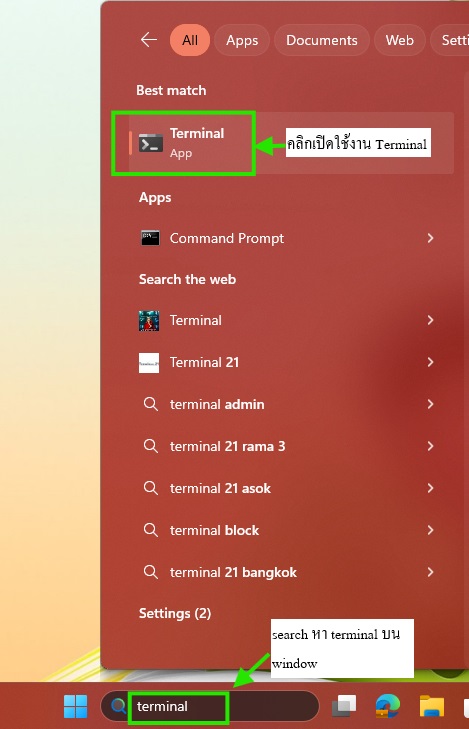 All Apps Documents Web Setti
Best match
Terminal
App
คลิกเปิดใช้งาน Terminal
Apps
Command Prompt
Search the web
Terminal
Terminal 21
terminal admin
terminal 21 rama 3
terminal 21 asok
terminal block
terminal 21 bangkok
Settings (2)
search หา terminal บน
window
terminal